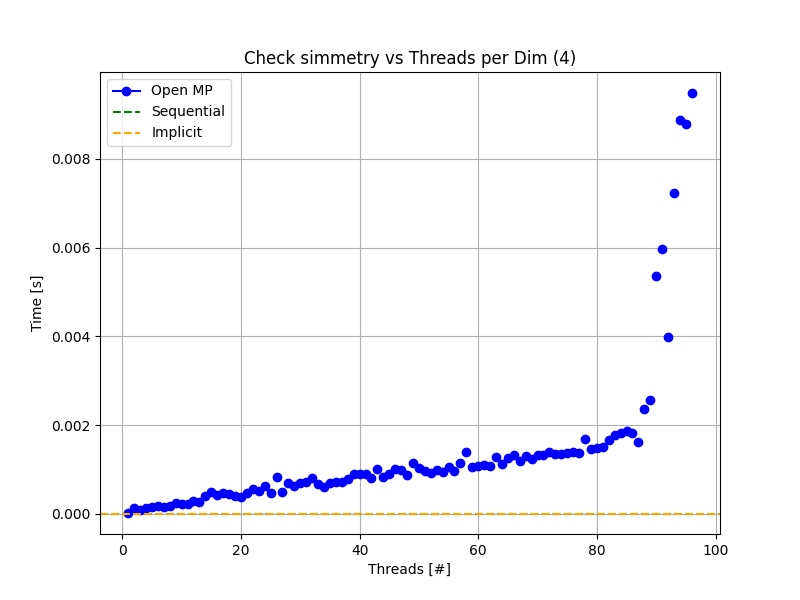 Check simmetry vs Threads per Dim (4)
Open MP
Sequential
Implicit
0.008
0.006
0.004
0.002
0.000
Time [s]
0 20 40 60 80 100
Threads [#]